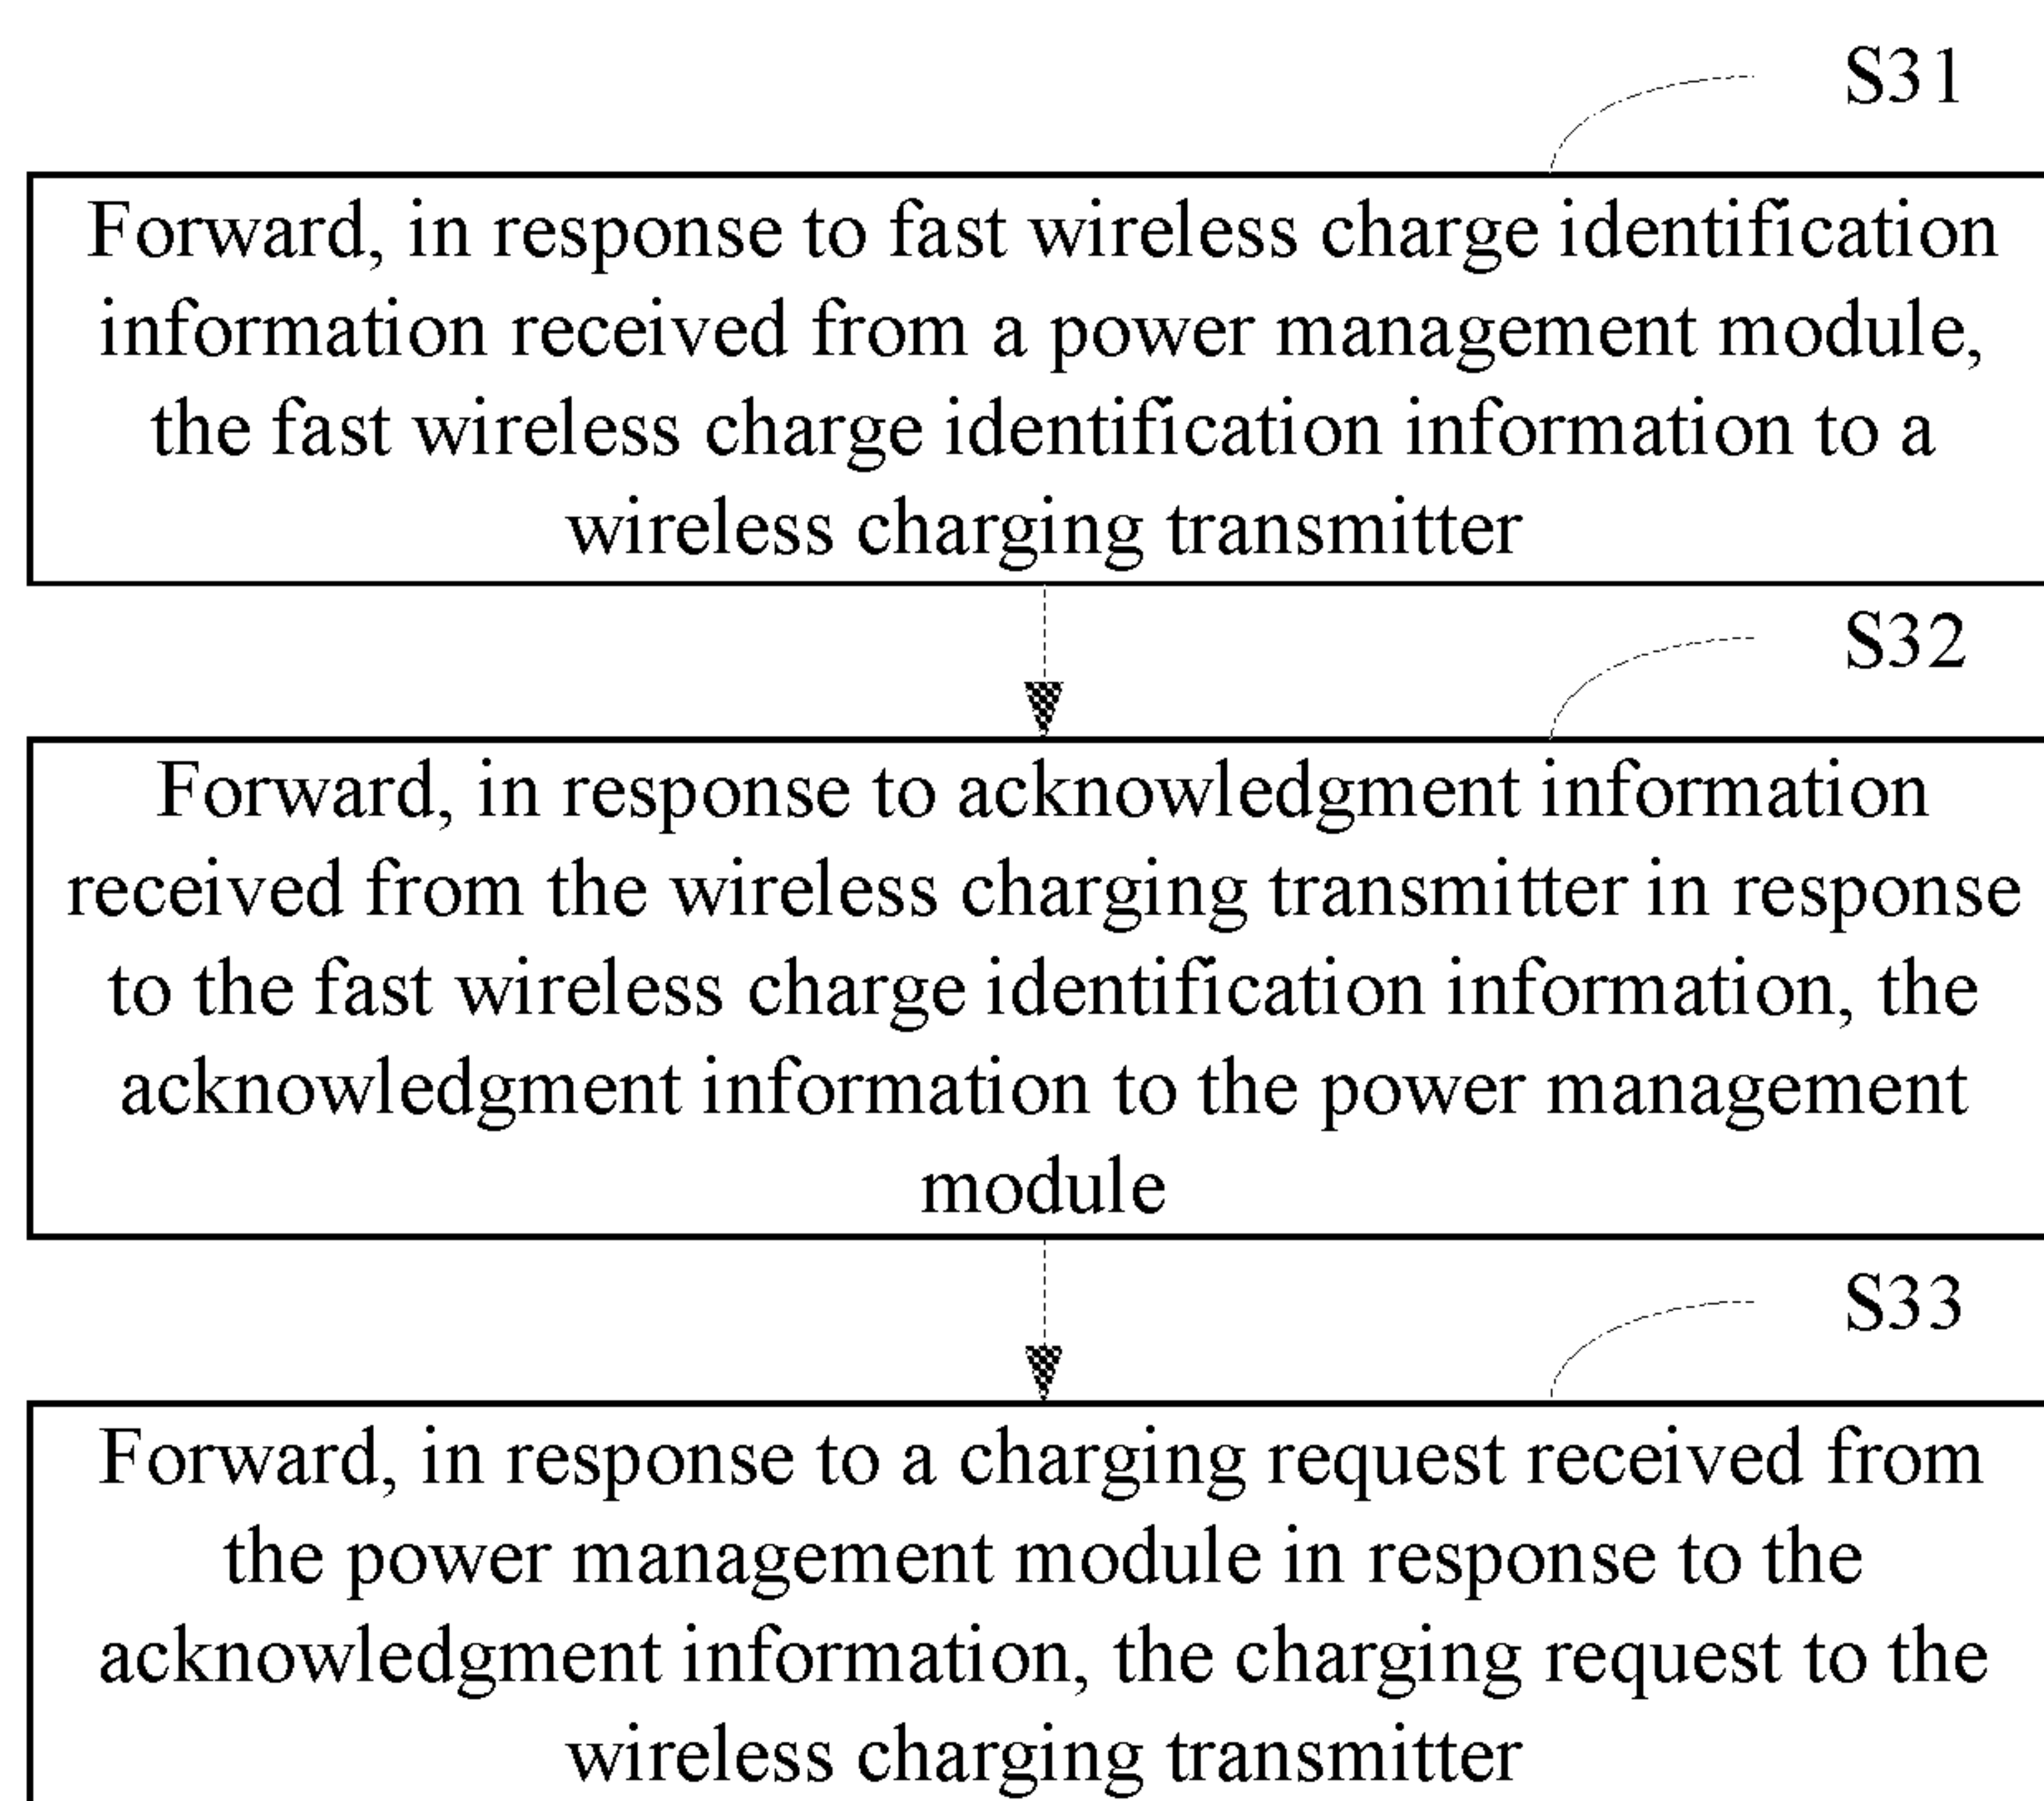 S31
Forward, in response to fast wireless charge identification
information received from a power management module,
the fast wireless charge identification information to a
wireless charging transmitter
S32
Forward, in response to acknowledgment information
received from the wireless charging transmitter in response
to the fast wireless charge identification information, the
acknowledgment information to the power management
module
S33
Forward, in response to a charging request received from
the power management module in response to the
acknowledgment information, the charging request to the
wireless charging transmitter